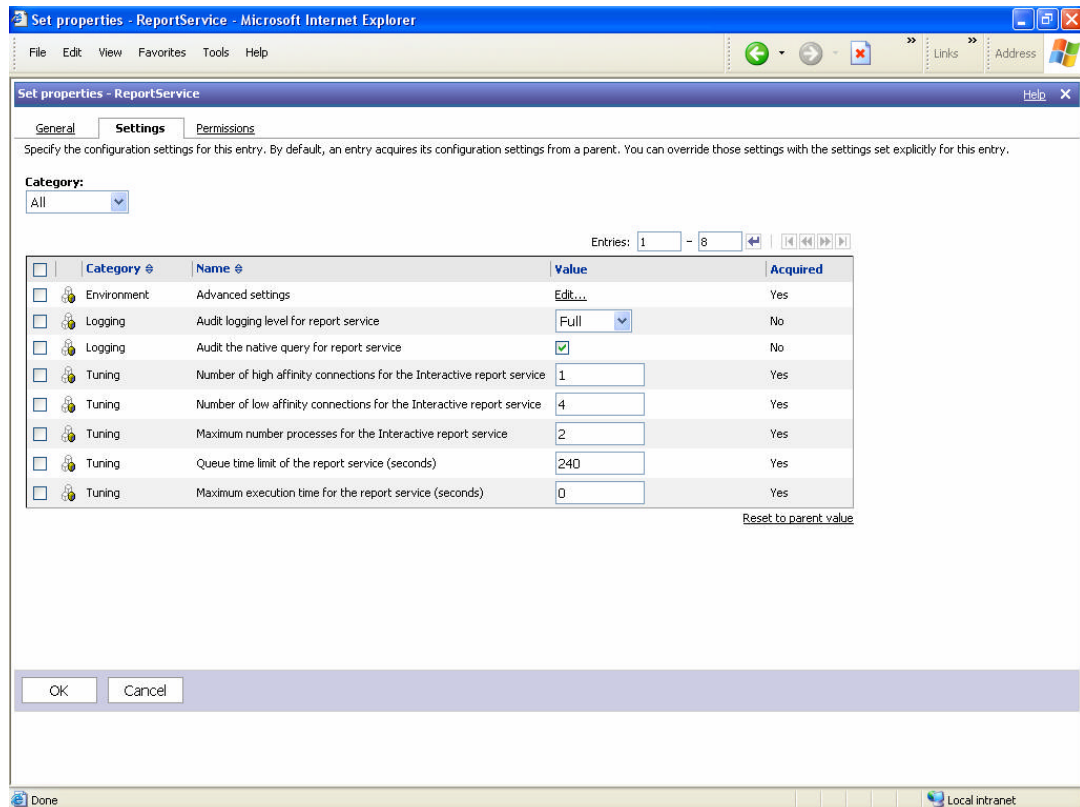 Set properties - ReportService - Microsoft Internet Explorer
File Edit View Favorites Tools Help » Links » Address
Set properties - ReportService Help X
General Settings Permissions
Specify the configuration settings for this entry. By default, an entry acquires its configuration settings from a parent. You can override those settings with the settings set explicitly for this entry.
Category:
All
Entries: 1 - 8
Category Name Value Acquired
Environment Advanced settings Edit... Yes
Logging Audit logging level for report service Full No
Logging Audit the native query for report service No
Tuning Number of high affinity connections for the Interactive report service 1 Yes
Tuning Number of low affinity connections for the Interactive report service 4 Yes
Tuning Maximum number processes for the Interactive report service 2 Yes
Tuning Queue time limit of the report service (seconds) 240 Yes
Tuning Maximum execution time for the report service (seconds) 0 Yes
Reset to parent value
OK Cancel
Done Local intranet